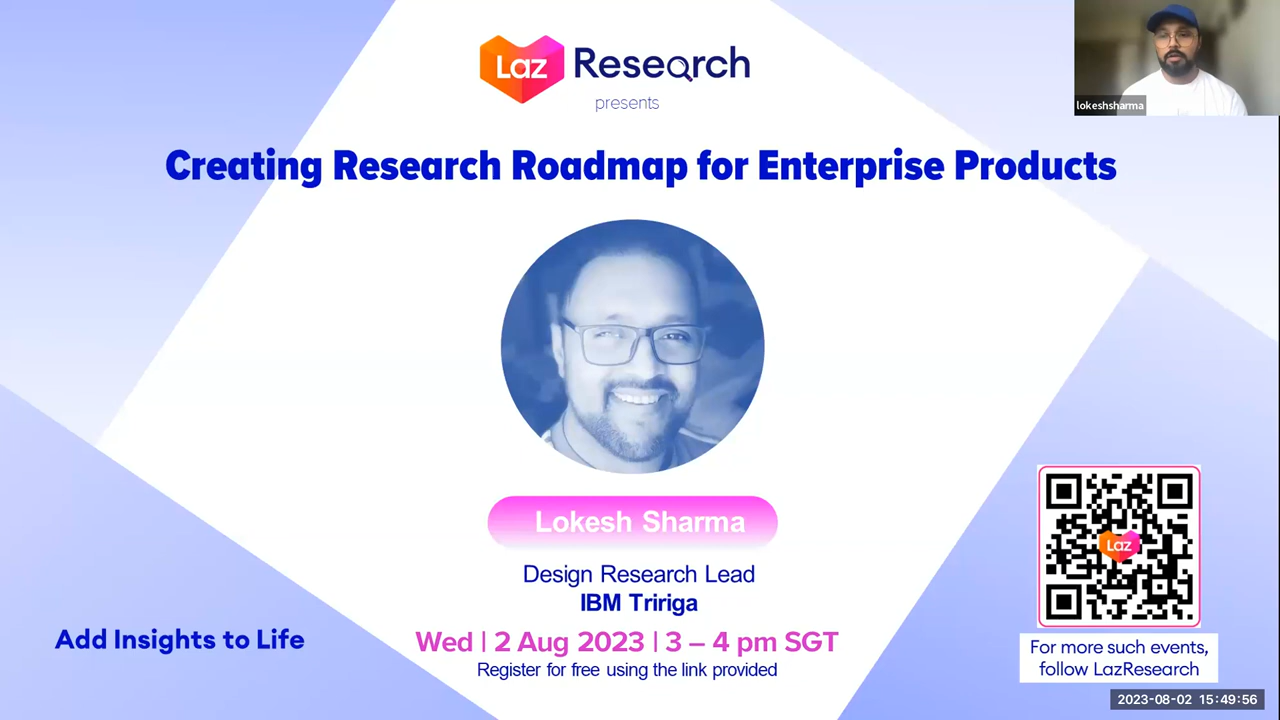 Laz Research
presents
lokeshsharma
Creating Research Roadmap for Enterprise Products
Lokesh Sharma
Design Research Lead
IBM Tririga
Wed | 2 Aug 2023 | 3 – 4 pm SGT
Register for free using the link provided
Add Insights to Life
Laz
For more such events,
follow LazResearch
2023-08-02 15:49:56